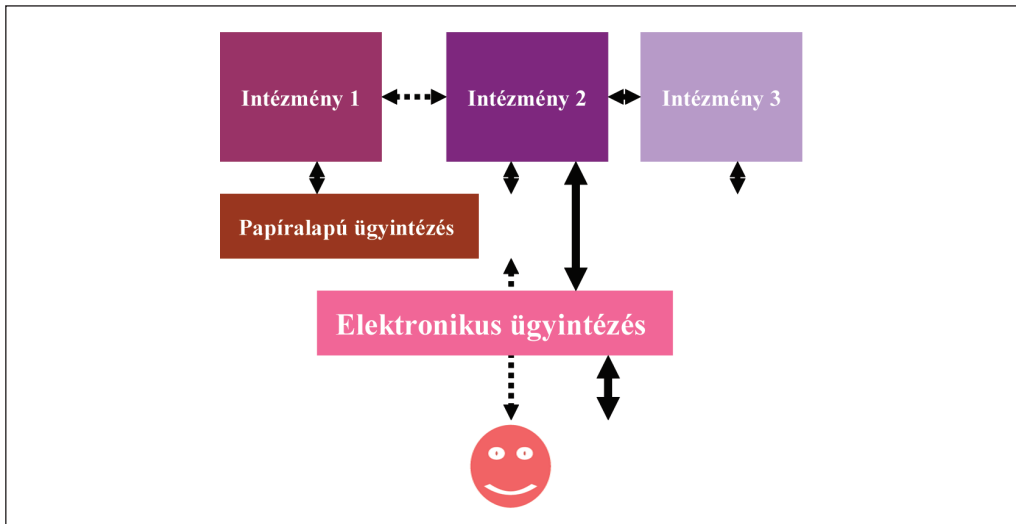 Intézmény 1
Intézmény 2
Intézmény 3
Papíralapú ügyintézés
Elektronikus ügyintézés